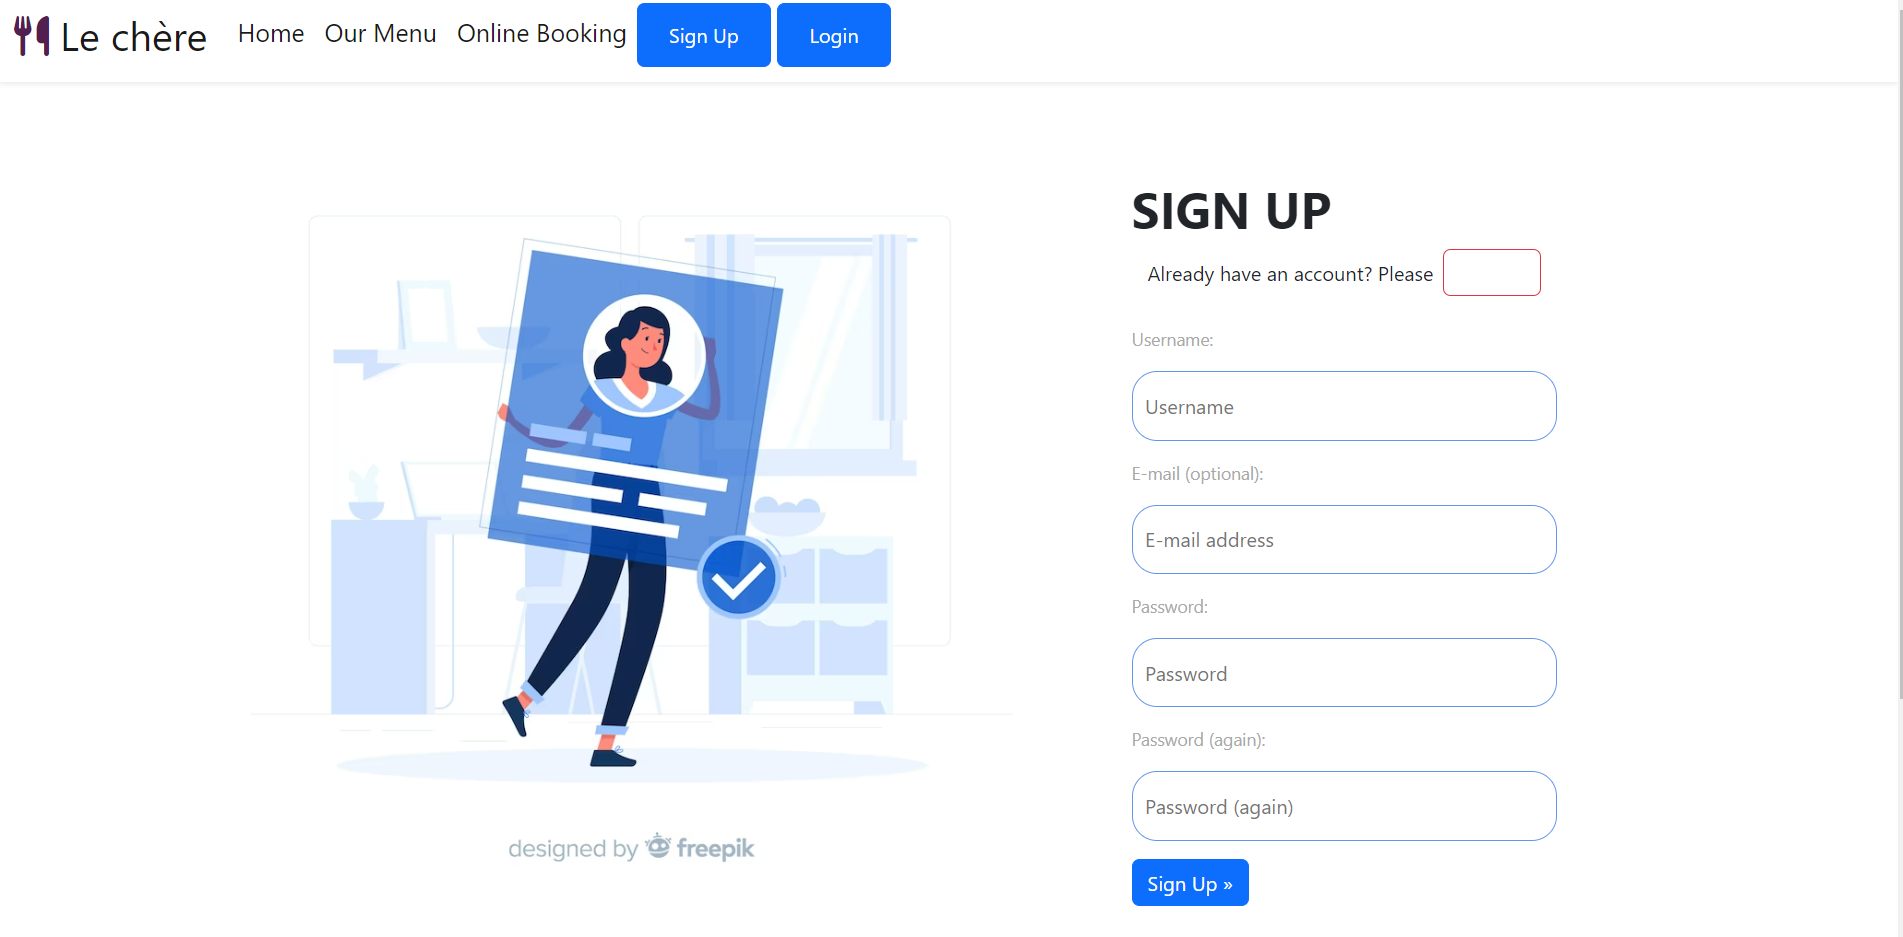 Le chère Home Our Menu Online Booking Sign Up Login
SIGN UP
Already have an account? Please
Username:
Username
E-mail (optional):
E-mail address
Password:
Password
Password (again):
Password (again)
Sign Up »
designed by freepik